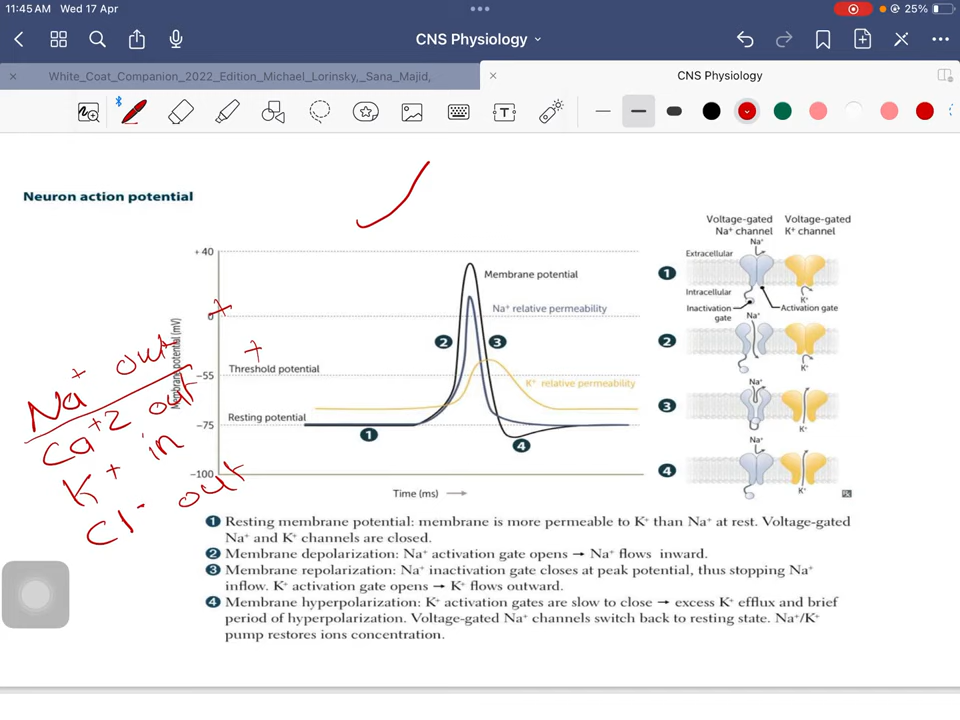 11:45 AM Wed 17 Apr
25%
CNS Physiology
White_Coat_Companion_2022_Edition_Michael_Lorinsky,_Sana_Majid,
CNS Physiology
Neuron action potential
Voltage-gated Na⁺ channel
Voltage-gated K⁺ channel
+ 40
0
−55
−75
−100
Membrane potential (mV)
Threshold potential
Resting potential
Time (ms)
Membrane potential
Na⁺ relative permeability
K⁺ relative permeability
1
2
3
4
Extracellular
Na⁺
1
Intracellular
K⁺
Inactivation gate
Activation gate
Na⁺
2
K⁺
Na⁺
3
K⁺
Na⁺
4
K⁺
Na⁺ out +
+
Ca⁺2 out
K⁺ in
Cl⁻ out
1 Resting membrane potential: membrane is more permeable to K⁺ than Na⁺ at rest. Voltage-gated
Na⁺ and K⁺ channels are closed.
2 Membrane depolarization: Na⁺ activation gate opens → Na⁺ flows inward.
3 Membrane repolarization: Na⁺ inactivation gate closes at peak potential, thus stopping Na⁺
inflow. K⁺ activation gate opens → K⁺ flows outward.
4 Membrane hyperpolarization: K⁺ activation gates are slow to close → excess K⁺ efflux and brief
period of hyperpolarization. Voltage-gated Na⁺ channels switch back to resting state. Na⁺/K⁺
pump restores ions concentration.